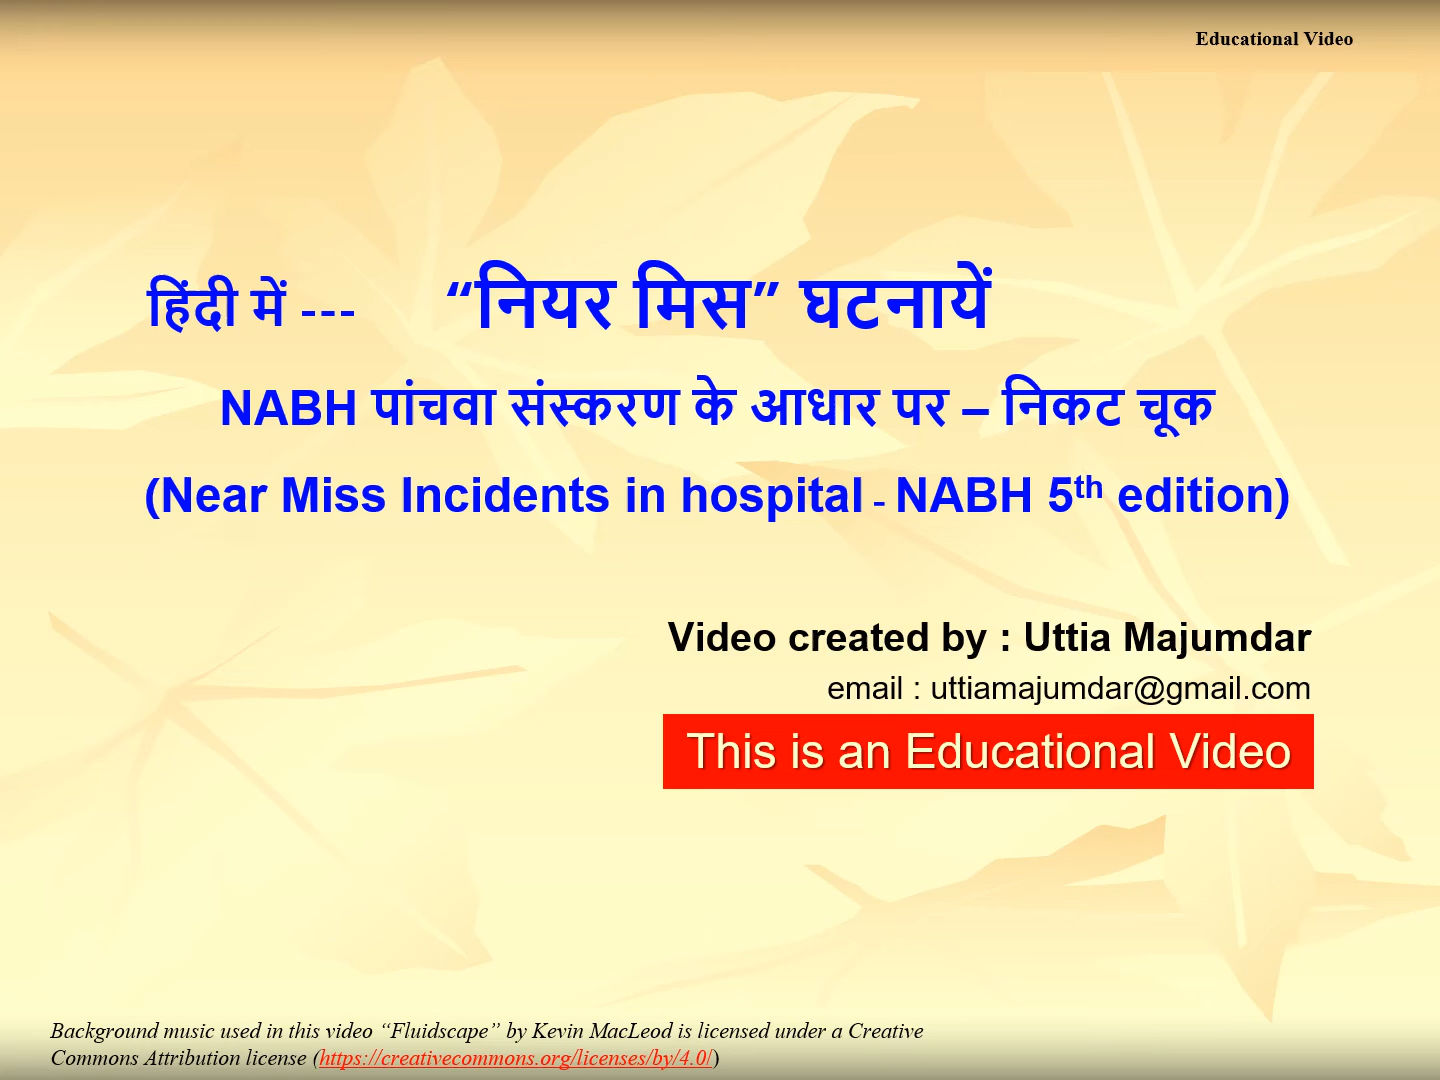 Educational Video
हिंदी में --- “नियर मिस” घटनायें
NABH पांचवा संस्करण के आधार पर – निकट चूक
(Near Miss Incidents in hospital - NABH 5th edition)
Video created by : Uttia Majumdar
email : uttiamajumdar@gmail.com
This is an Educational Video
Background music used in this video “Fluidscape” by Kevin MacLeod is licensed under a Creative
Commons Attribution license (https://creativecommons.org/licenses/by/4.0/)